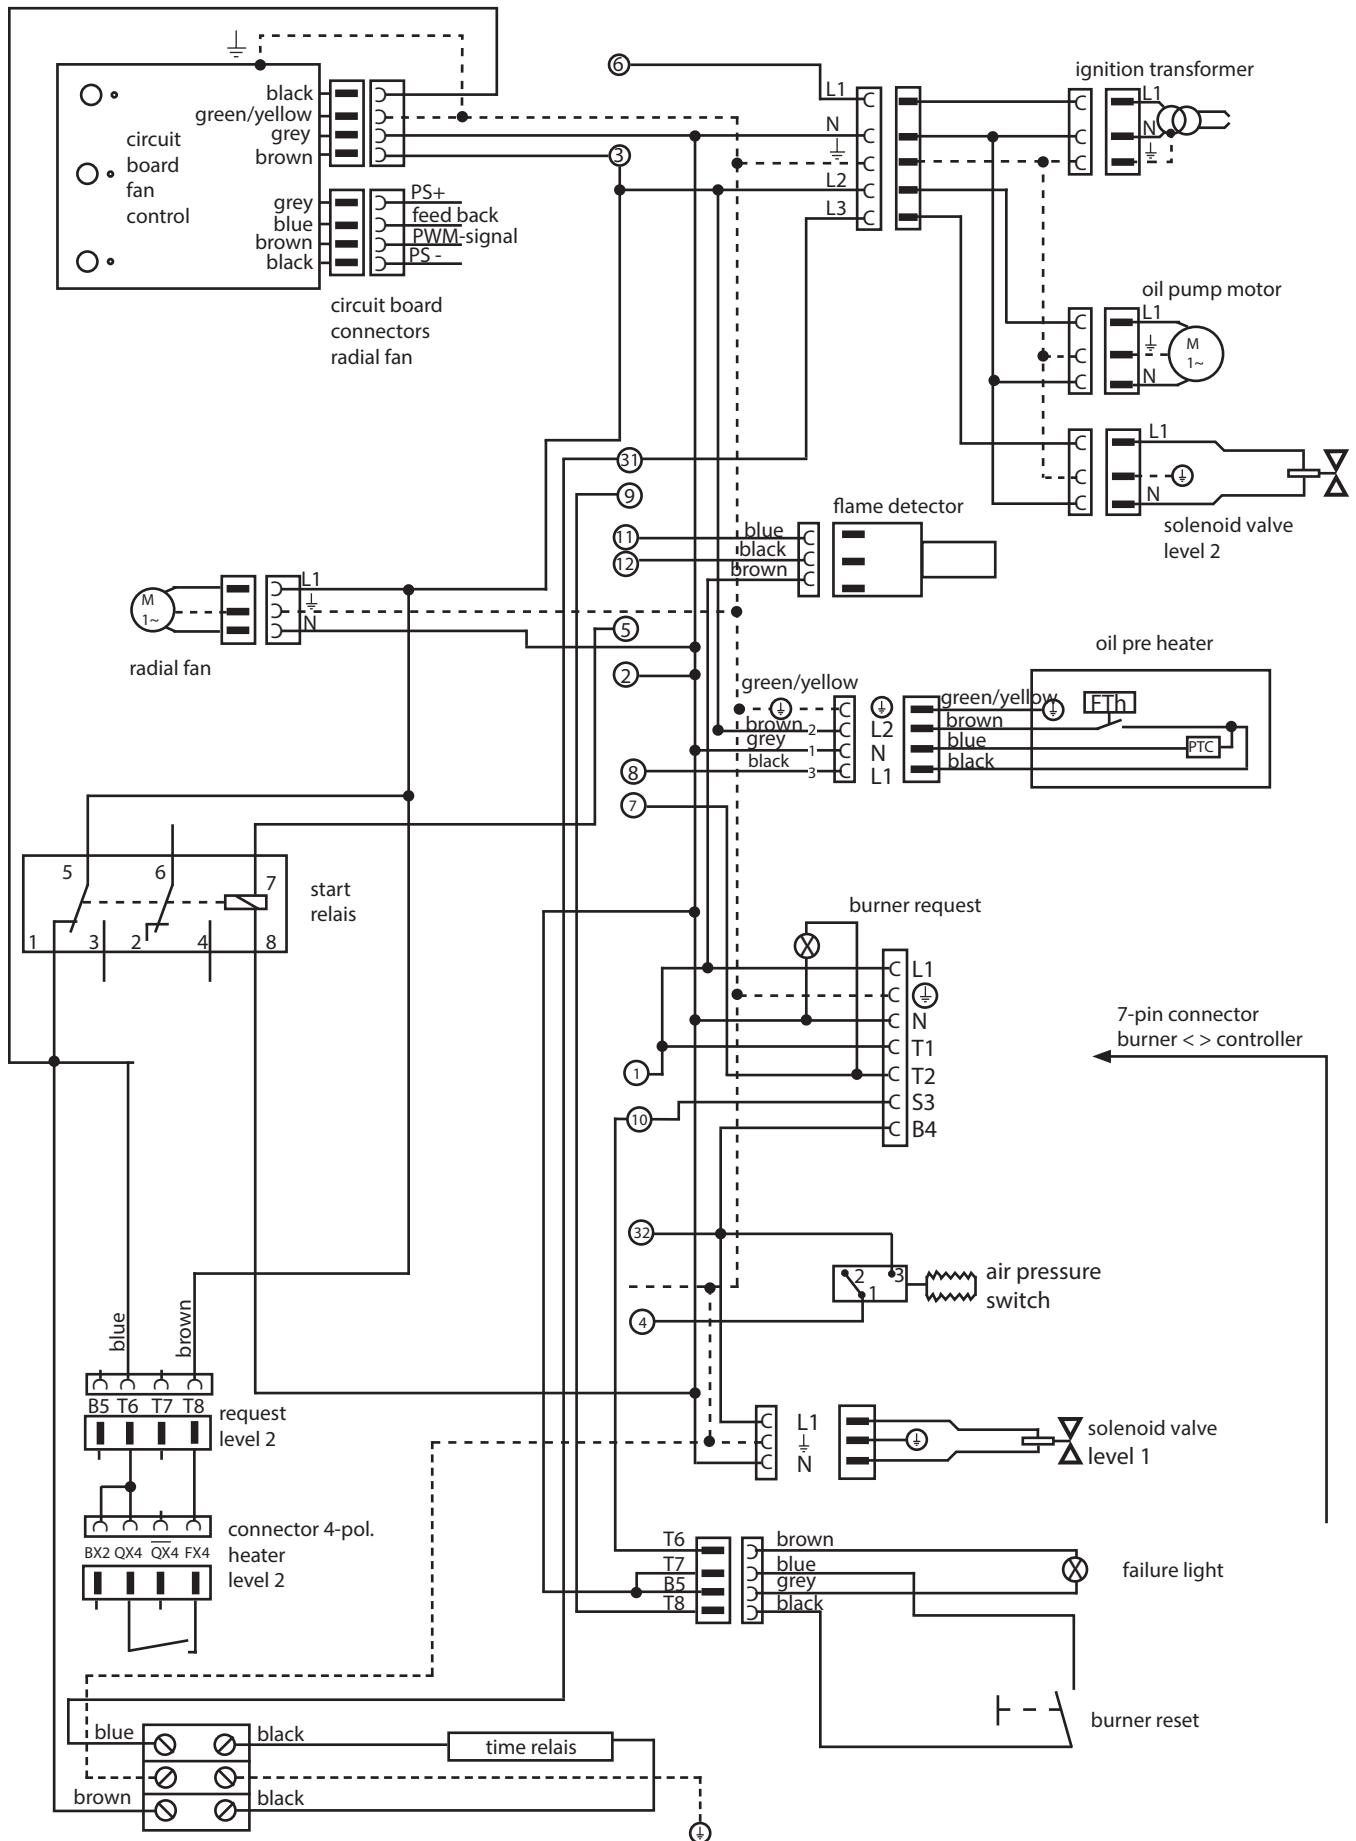 black
green/yellow
grey
brown
circuit
board
fan
control
grey
blue
brown
black
PS+
feed back
PWM-signal
PS -
circuit board
connectors
radial fan
6
3
L1
N
L2
L3
ignition transformer
L1
N
oil pump motor
L1
M
1~
N
L1
N
solenoid valve
level 2
31
9
11
12
flame detector
blue
black
brown
M
1~
L1
N
radial fan
5
2
8
7
oil pre heater
green/yellow
brown 2
grey 1
black 3
L2
N
L1
green/yellow
brown
blue
black
FTh
PTC
5
6
7
1
3
2
4
8
start
relais
burner request
L1
N
T1
T2
S3
B4
1
10
7-pin connector
burner < > controller
32
4
2
3
1
air pressure
switch
blue
brown
B5 T6 T7 T8
request
level 2
L1
N
solenoid valve
level 1
BX2 QX4 QX4 FX4
connector 4-pol.
heater
level 2
T6
T7
B5
T8
brown
blue
grey
black
failure light
burner reset
blue
black
time relais
brown
black